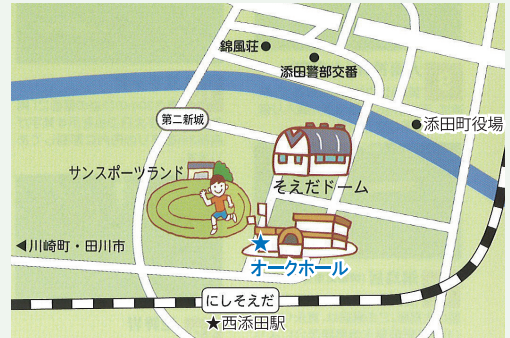 錦風荘●
添田警部交番
●添田町役場
第二新城
サンスポーツランド
そえだドーム
◀川崎町・田川市
★
オークホール
にしそえだ
★西添田駅